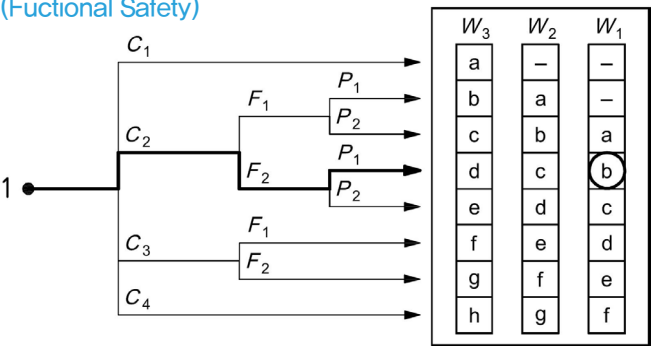 (Fuctional Safety)
W3 W2 W1
C1 a – –
F1 P1 b a –
C2 P2 c b a
F2 P1 d c b
1 P2 e d c
F1 f e d
C3 F2 g f e
C4 h g f